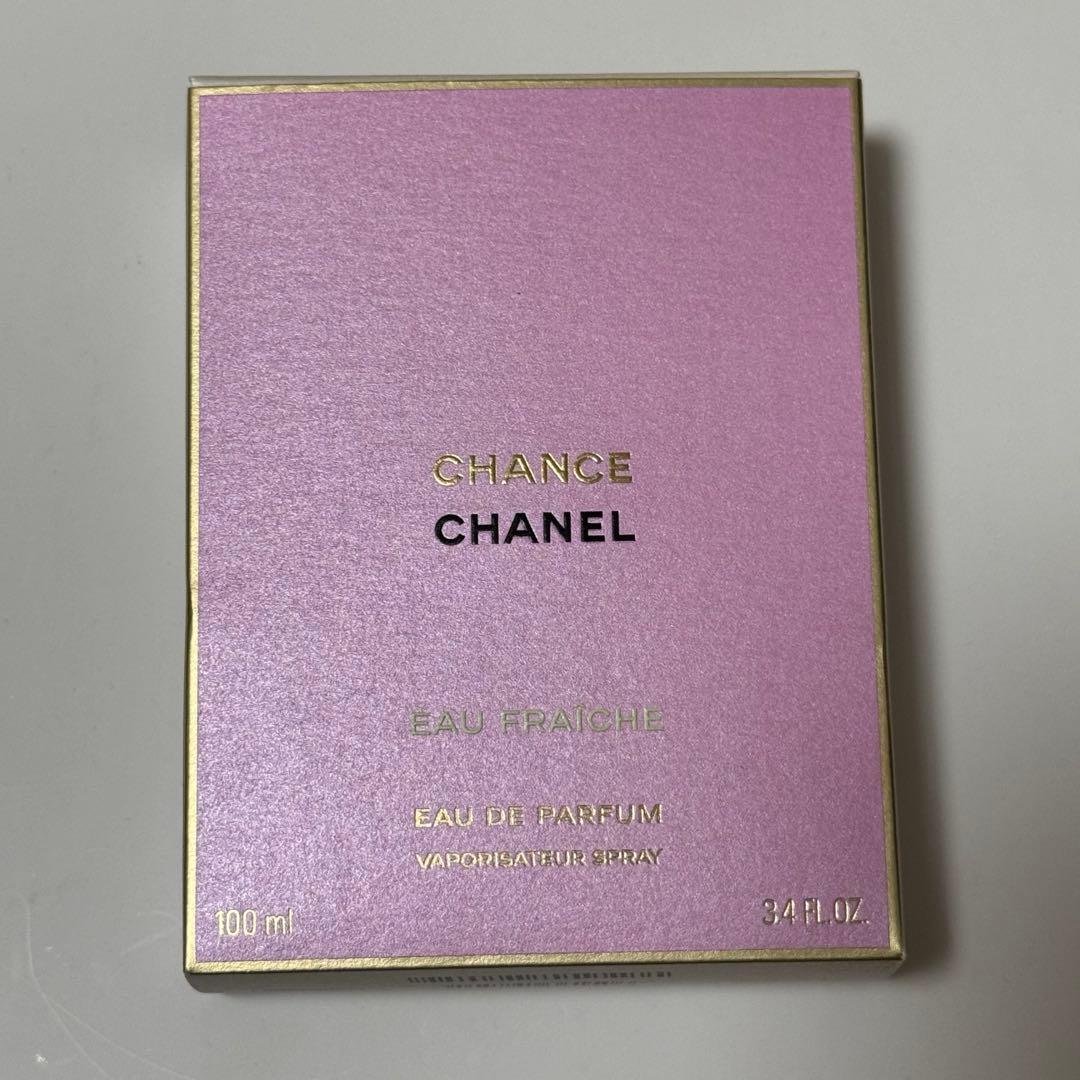 CHANCE
CHANEL
EAU FRAÎCHE
EAU DE PARFUM
VAPORISATEUR SPRAY
100 ml
3.4 FL.OZ.